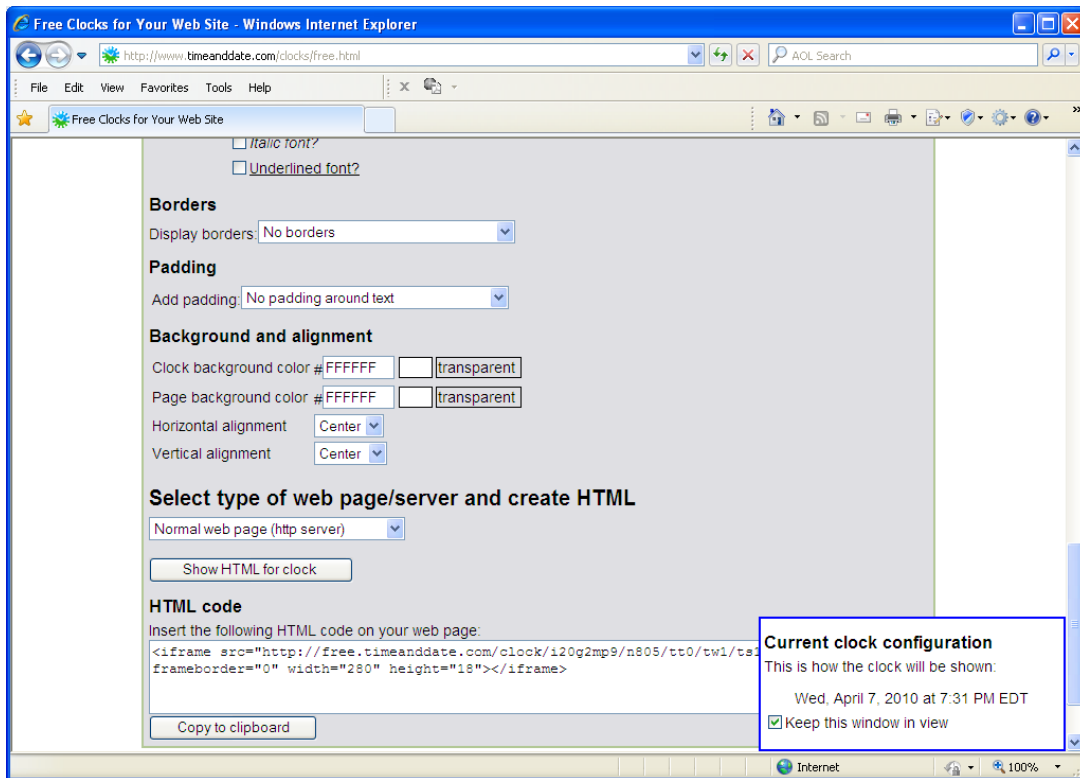 Free Clocks for Your Web Site - Windows Internet Explorer
http://www.timeanddate.com/clocks/free.html
AOL Search
File Edit View Favorites Tools Help
Free Clocks for Your Web Site
Italic font?
Underlined font?
Borders
Display borders: No borders
Padding
Add padding: No padding around text
Background and alignment
Clock background color #FFFFFF transparent
Page background color #FFFFFF transparent
Horizontal alignment Center
Vertical alignment Center
Select type of web page/server and create HTML
Normal web page (http server)
Show HTML for clock
HTML code
Insert the following HTML code on your web page:
<iframe src="http://free.timeanddate.com/clock/i20g2mp9/n805/tt0/tw1/ts1
frameborder="0" width="280" height="18"></iframe>
Copy to clipboard
Current clock configuration
This is how the clock will be shown:
Wed, April 7, 2010 at 7:31 PM EDT
Keep this window in view
Internet
100%